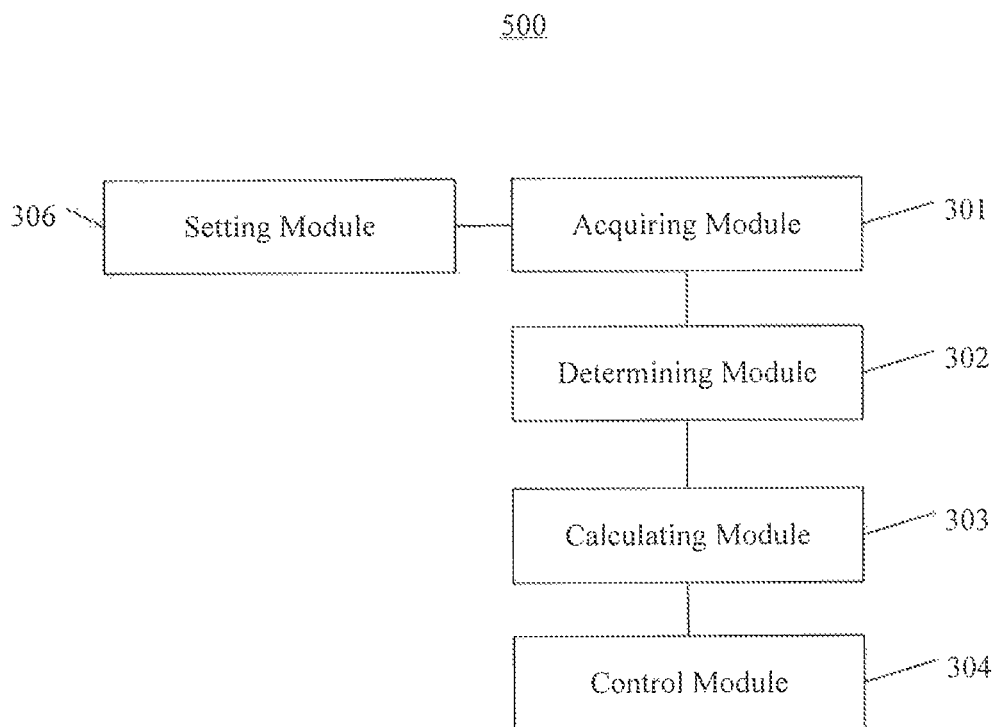 500
306
Setting Module
Acquiring Module
301
Determining Module
302
Calculating Module
303
Control Module
304